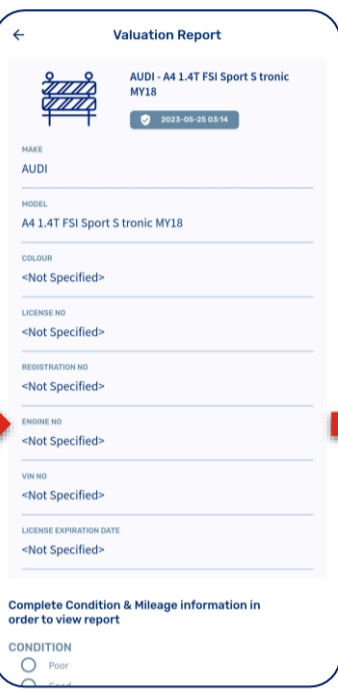 Valuation Report
AUDI - A4 1.4T FSI Sport S tronic
MY18
2023-05-25 03:14
MAKE
AUDI
MODEL
A4 1.4T FSI Sport S tronic MY18
COLOUR
<Not Specified>
LICENSE NO
<Not Specified>
REGISTRATION NO
<Not Specified>
ENGINE NO
<Not Specified>
VIN NO
<Not Specified>
LICENSE EXPIRATION DATE
<Not Specified>
Complete Condition & Mileage information in
order to view report
CONDITION
Poor